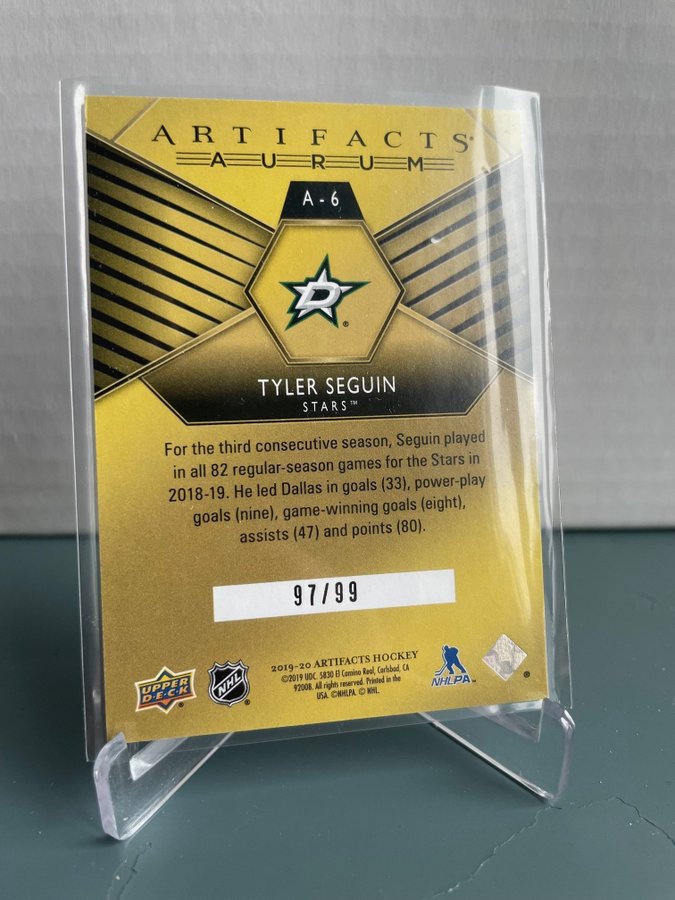 ARTIFACTS
AURUM
A-6
D
®
TYLER SEGUIN
STARS™
For the third consecutive season, Seguin played
in all 82 regular-season games for the Stars in
2018-19. He led Dallas in goals (33), power-play
goals (nine), game-winning goals (eight),
assists (47) and points (80).
97/99
UPPER
DECK
NHL
®
2019-20 ARTIFACTS HOCKEY
©2019 UDC. 5830 El Camino Real, Carlsbad, CA
92008. All rights reserved. Printed in the
USA. ©NHLPA. © NHL.
NHLPA™
®